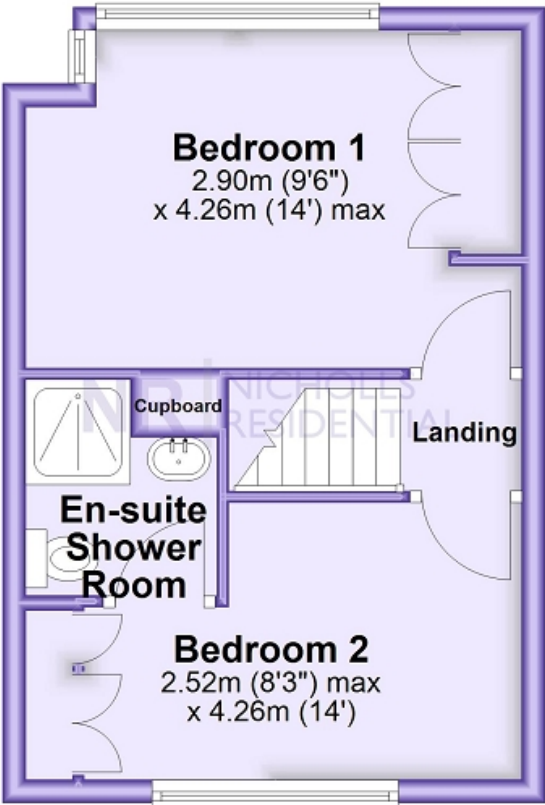 Bedroom 1
2.90m (9'6")
x 4.26m (14') max
NR NICHOLLS
RESIDENTIAL
Cupboard
Landing
En-suite
Shower
Room
Bedroom 2
2.52m (8'3") max
x 4.26m (14')